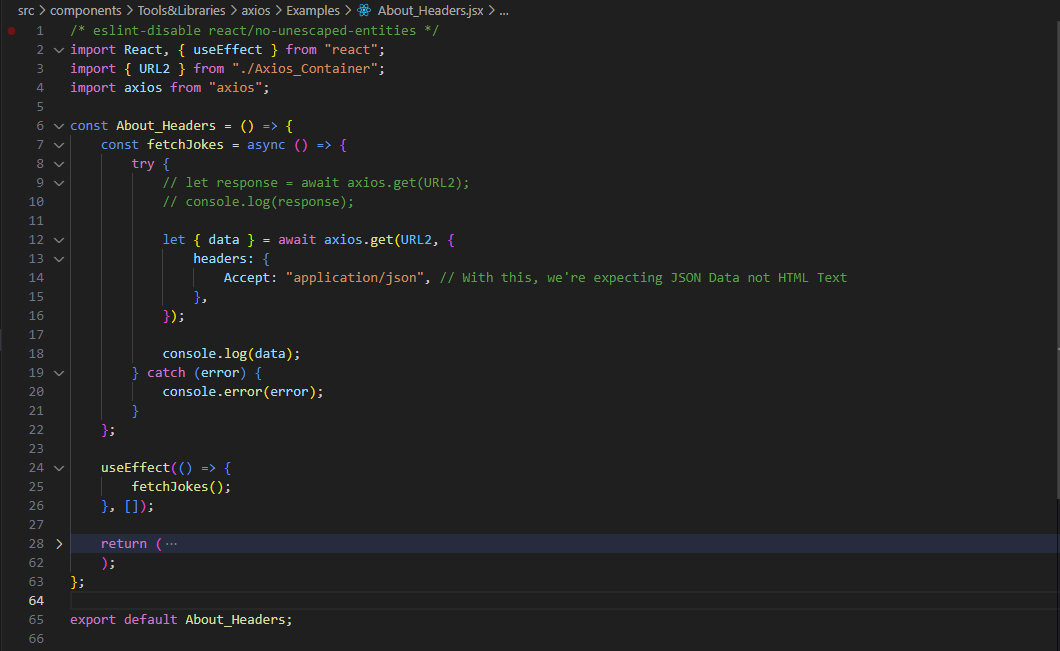 src > components > Tools&Libraries > axios > Examples > About_Headers.jsx > ...
1 /* eslint-disable react/no-unescaped-entities */
2 import React, { useEffect } from "react";
3 import { URL2 } from "./Axios_Container";
4 import axios from "axios";
5
6 const About_Headers = () => {
7 const fetchJokes = async () => {
8 try {
9 // let response = await axios.get(URL2);
10 // console.log(response);
11
12 let { data } = await axios.get(URL2, {
13 headers: {
14 Accept: "application/json", // With this, we're expecting JSON Data not HTML Text
15 },
16 });
17
18 console.log(data);
19 } catch (error) {
20 console.error(error);
21 }
22 };
23
24 useEffect(() => {
25 fetchJokes();
26 }, []);
27
28 return (⋯
62 );
63 };
64
65 export default About_Headers;
66